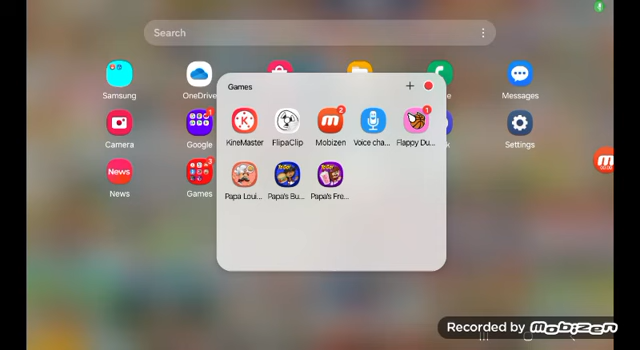 Search
Games
Samsung
OneDrive
Messages
KineMaster
FlipaClip
Mobizen
Voice cha...
Flappy Du...
Camera
Google
Settings
News
News
Games
Papa Loui...
Papa's Bu...
Papa's Fre...
Recorded by Mobizen